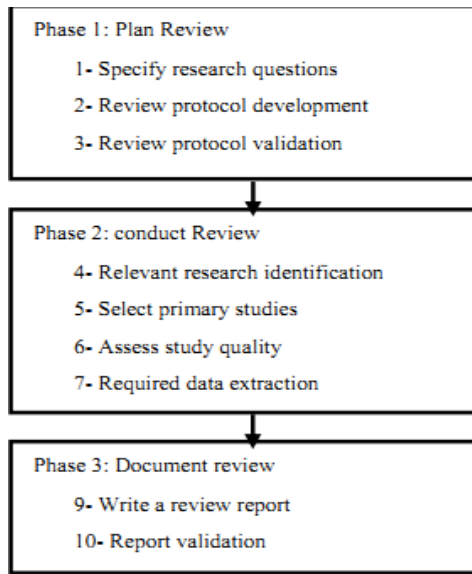 Phase 1: Plan Review
1- Specify research questions
2- Review protocol development
3- Review protocol validation
Phase 2: conduct Review
4- Relevant research identification
5- Select primary studies
6- Assess study quality
7- Required data extraction
Phase 3: Document review
9- Write a review report
10- Report validation